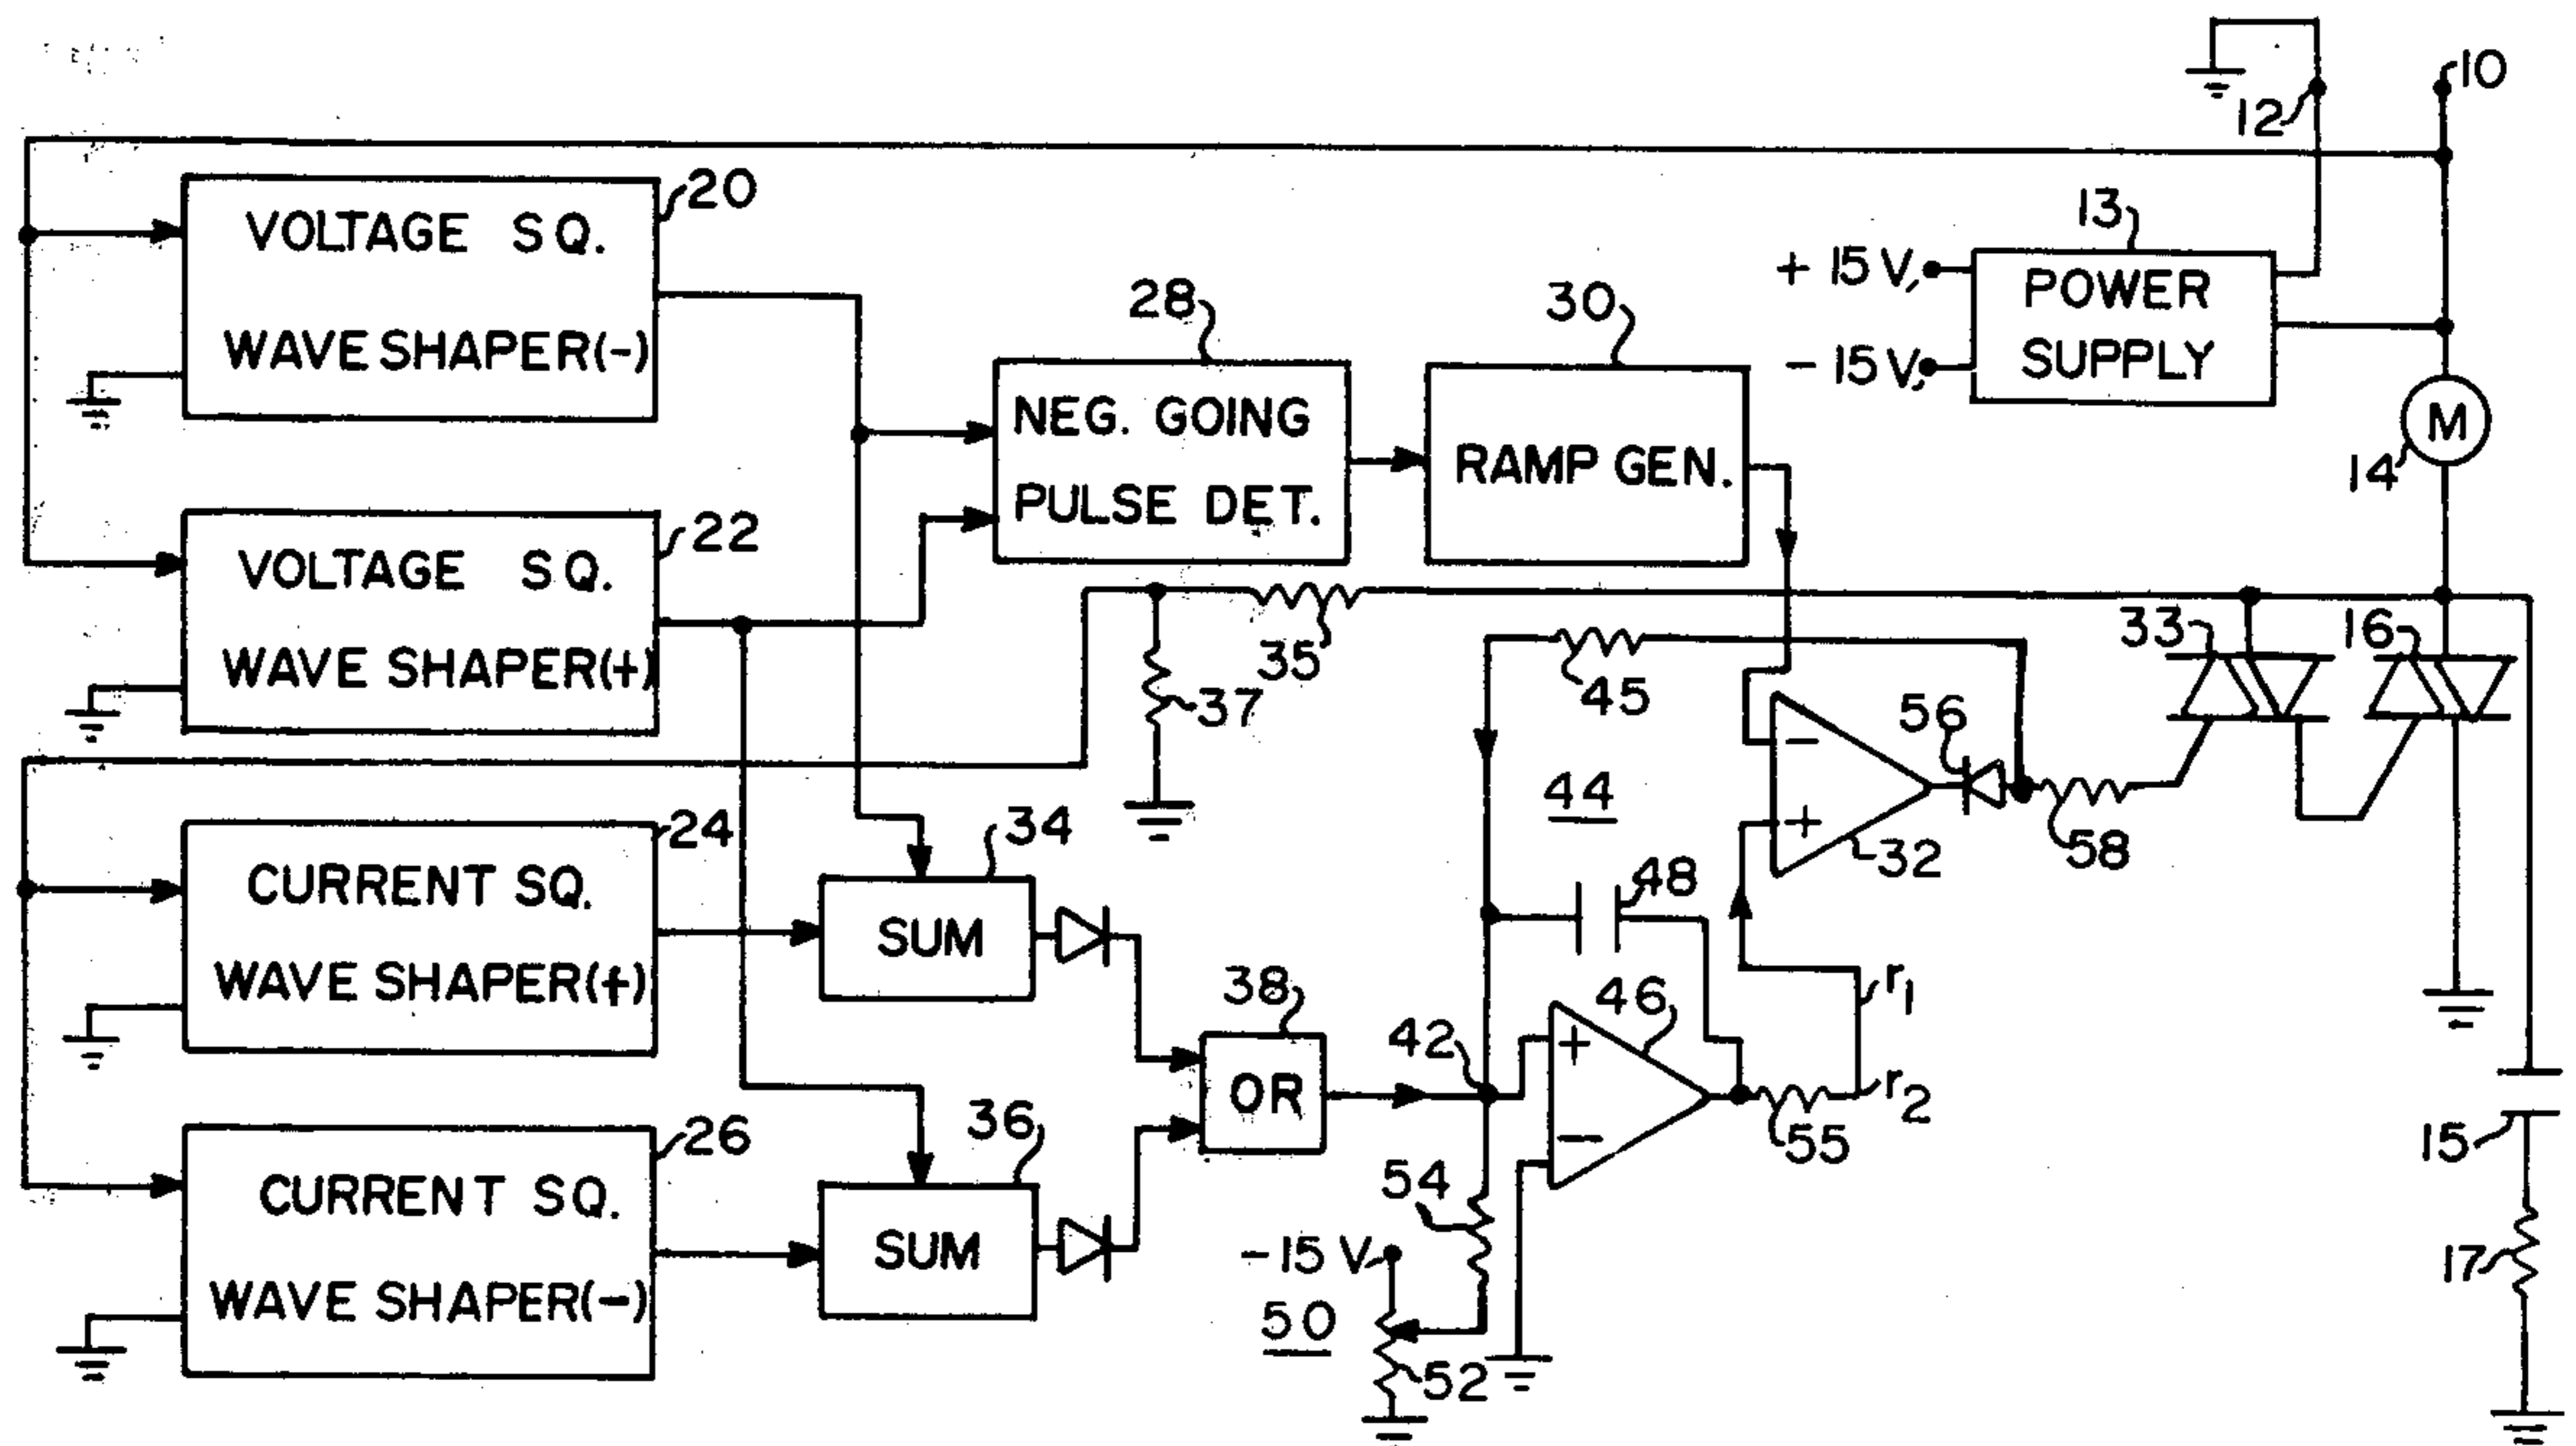 10
12
20
VOLTAGE SQ.
WAVE SHAPER(-)
13
+ 15 V.
- 15 V.
POWER
SUPPLY
28
NEG. GOING
PULSE DET.
30
RAMP GEN.
M
14
22
VOLTAGE SQ.
WAVE SHAPER(+)
35
37
45
33
16
56
-
+
32
58
44
24
CURRENT SQ.
WAVE SHAPER(+)
34
SUM
48
38
OR
42
46
+
-
r1
r2
55
15
26
CURRENT SQ.
WAVE SHAPER(-)
36
SUM
54
-15 V.
50
52
17